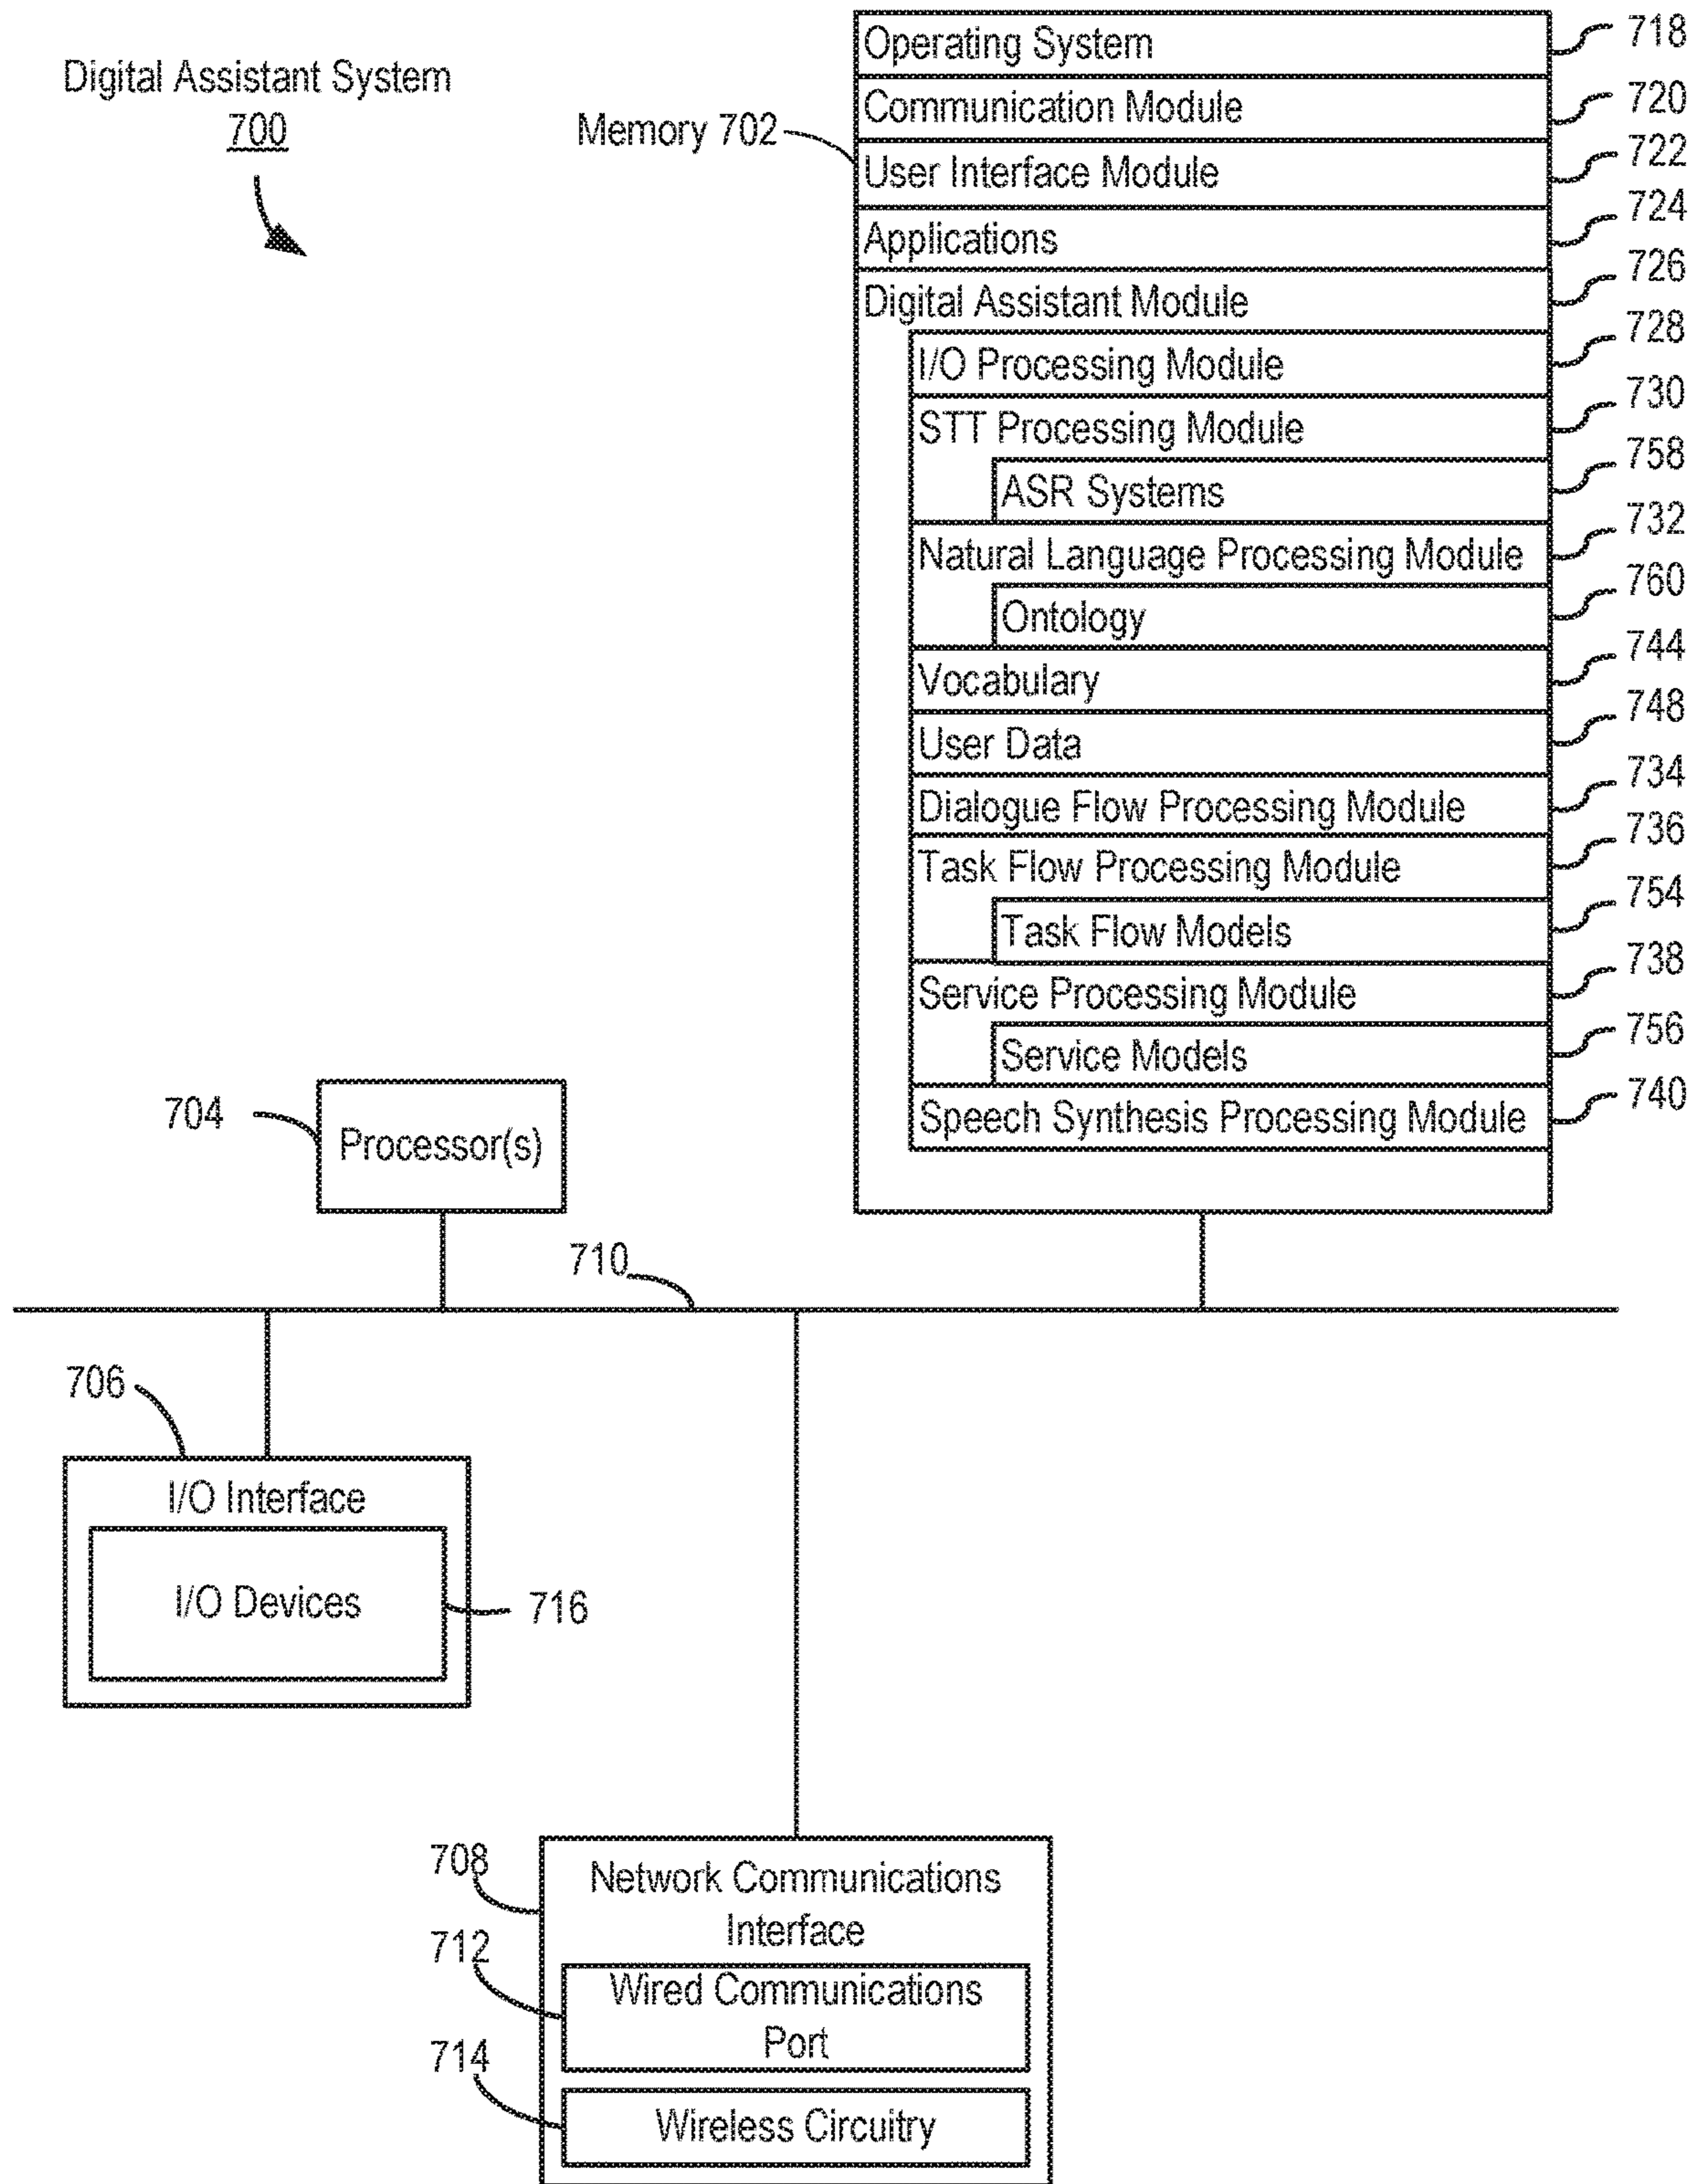 Digital Assistant System
700
Memory 702
Operating System 718
Communication Module 720
User Interface Module 722
Applications 724
Digital Assistant Module 726
I/O Processing Module 728
STT Processing Module 730
ASR Systems 758
Natural Language Processing Module 732
Ontology 760
Vocabulary 744
User Data 748
Dialogue Flow Processing Module 734
Task Flow Processing Module 736
Task Flow Models 754
Service Processing Module 738
Service Models 756
Speech Synthesis Processing Module 740
704
Processor(s)
710
706
I/O Interface
I/O Devices
716
708
Network Communications
Interface
712
Wired Communications
Port
714
Wireless Circuitry